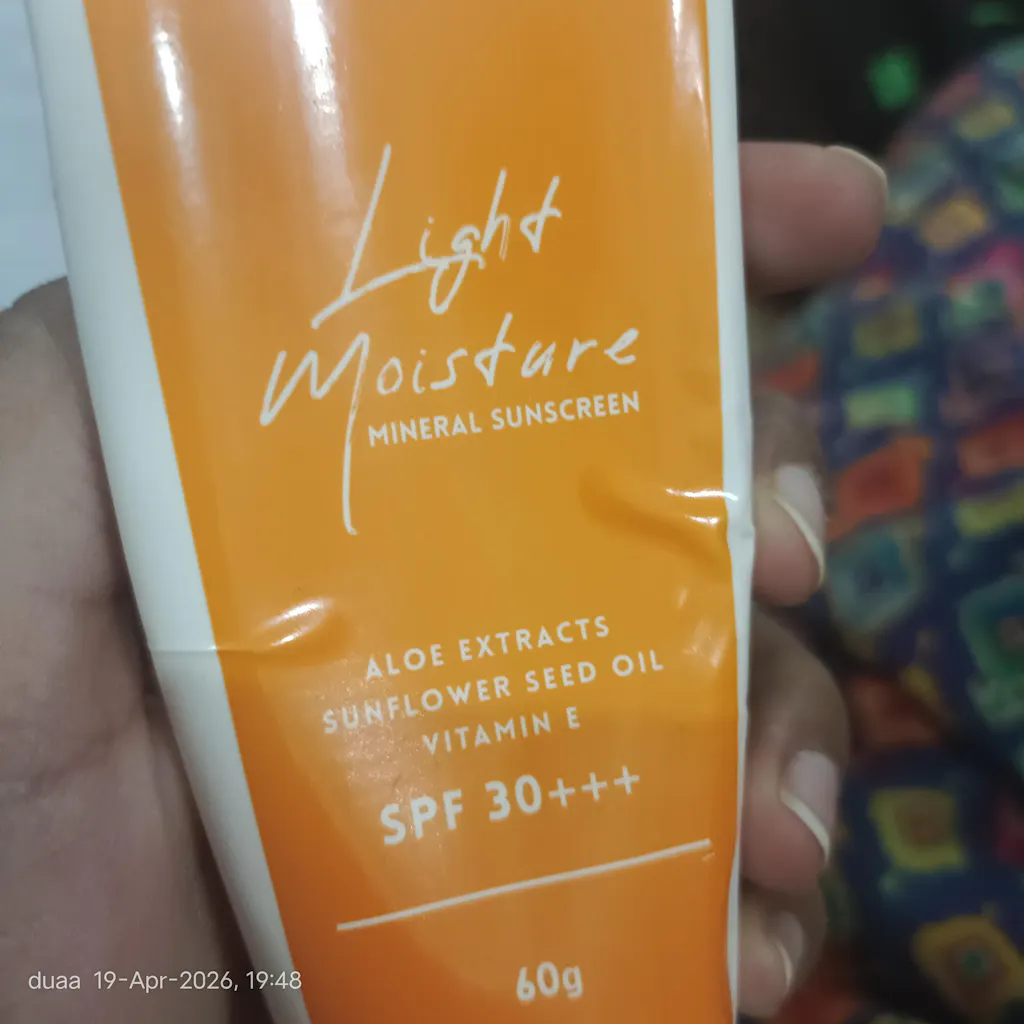 Light
Moisture
MINERAL SUNSCREEN
ALOE EXTRACTS
SUNFLOWER SEED OIL
VITAMIN E
SPF 30+++
60g
duaa 19-Apr-2026, 19:48